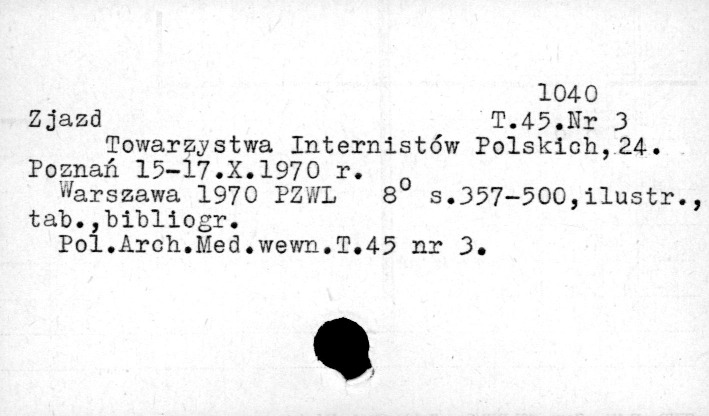 1040
Zjazd T.45.Nr 3
Towarzystwa Internistów Polskich,24.
Poznań 15-17.X.1970 r.
Warszawa 1970 PZWL 8° s.357-500,ilustr.,
tab.,bibliogr.
Pol.Arch.Med.wewn.T.45 nr 3.